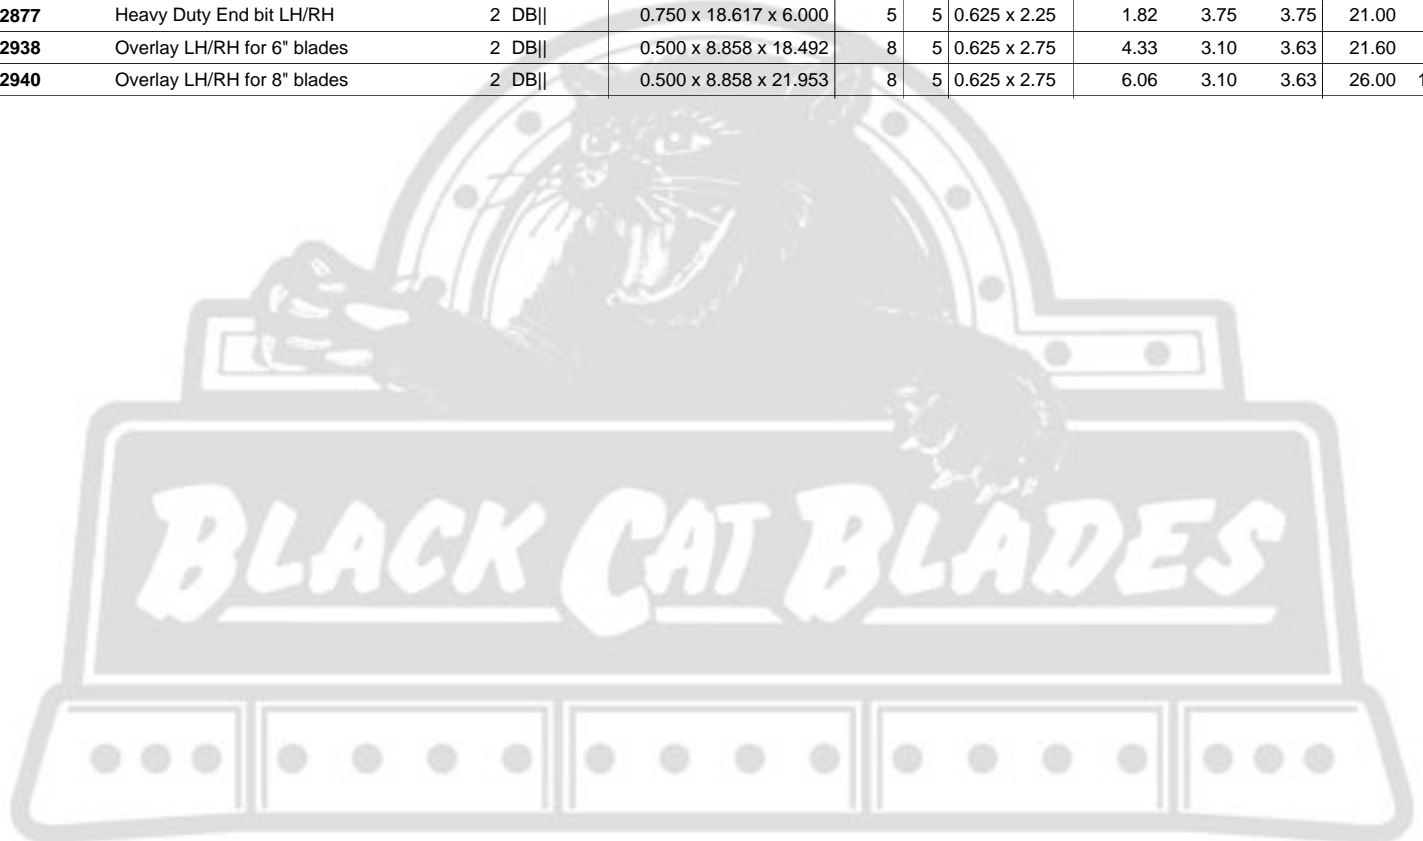 2877 Heavy Duty End bit LH/RH 2 DB|| 0.750 x 18.617 x 6.000 5 5 0.625 x 2.25 1.82 3.75 3.75 21.00
2938 Overlay LH/RH for 6" blades 2 DB|| 0.500 x 8.858 x 18.492 8 5 0.625 x 2.75 4.33 3.10 3.63 21.60
2940 Overlay LH/RH for 8" blades 2 DB|| 0.500 x 8.858 x 21.953 8 5 0.625 x 2.75 6.06 3.10 3.63 26.00
BLACK CAT BLADES